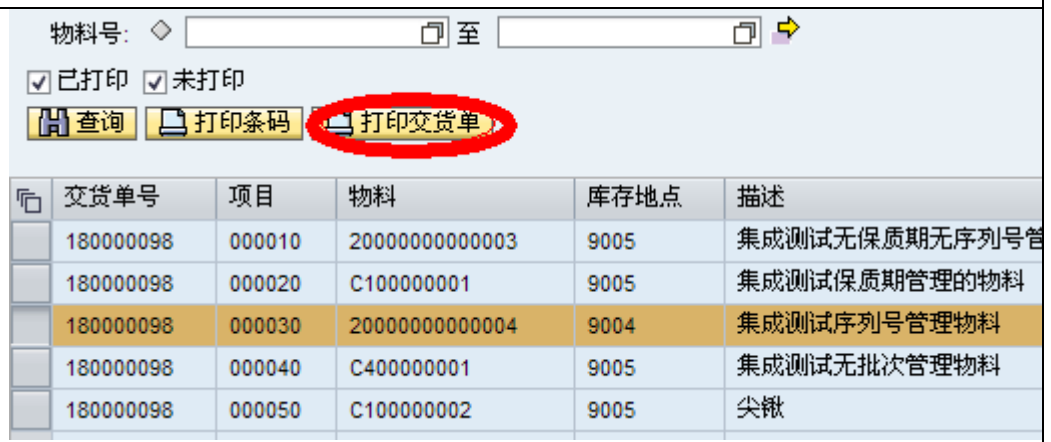 物料号: 至
已打印 未打印
查询 打印条码 打印交货单
交货单号 项目 物料 库存地点 描述
180000098 000010 20000000000003 9005 集成测试无保质期无序列号管
180000098 000020 C100000001 9005 集成测试保质期管理的物料
180000098 000030 20000000000004 9004 集成测试序列号管理物料
180000098 000040 C400000001 9005 集成测试无批次管理物料
180000098 000050 C100000002 9005 尖锹